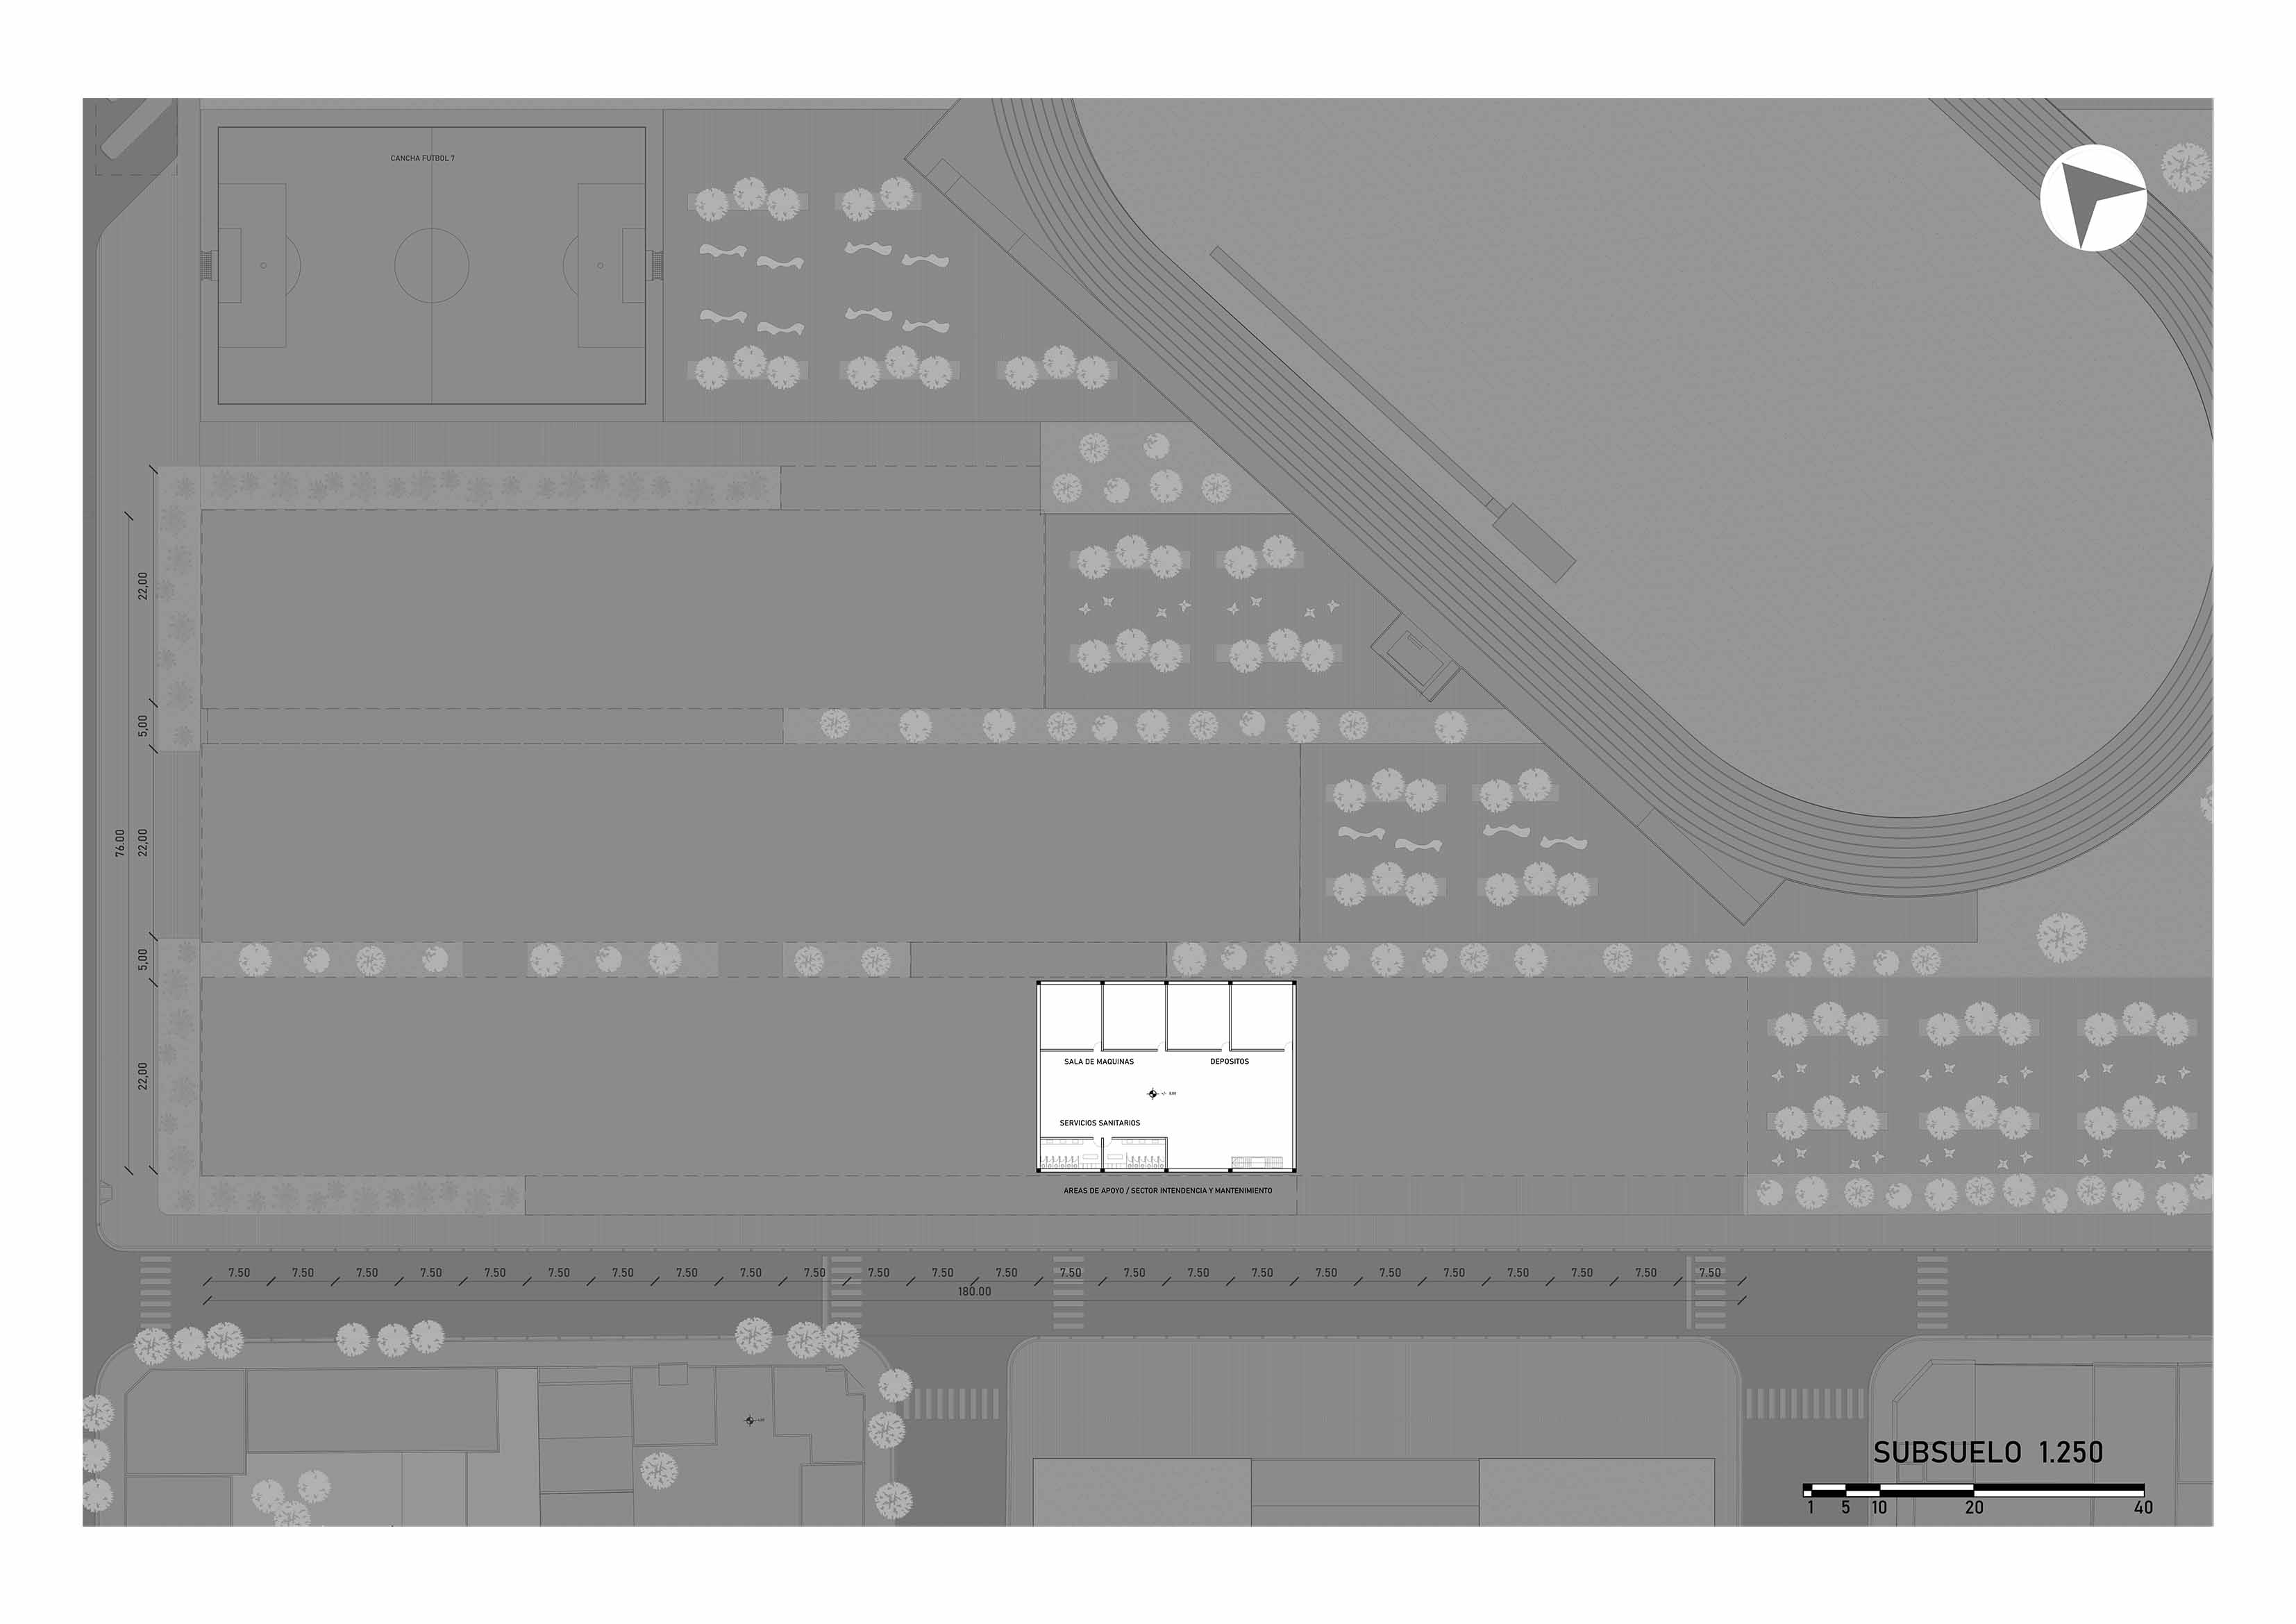 CANCHA FUTBOL 7
22,00
5,00
76.00
22,00
5,00
22,00
SALA DE MAQUINAS
DEPOSITOS
+/- 0.00
SERVICIOS SANITARIOS
AREAS DE APOYO / SECTOR INTENDENCIA Y MANTENIMIENTO
7.50 7.50 7.50 7.50 7.50 7.50 7.50 7.50 7.50 7.50 7.50 7.50 7.50 7.50 7.50 7.50 7.50 7.50 7.50 7.50 7.50 7.50 7.50 7.50
180.00
SUBSUELO 1.250
1 5 10 20 40